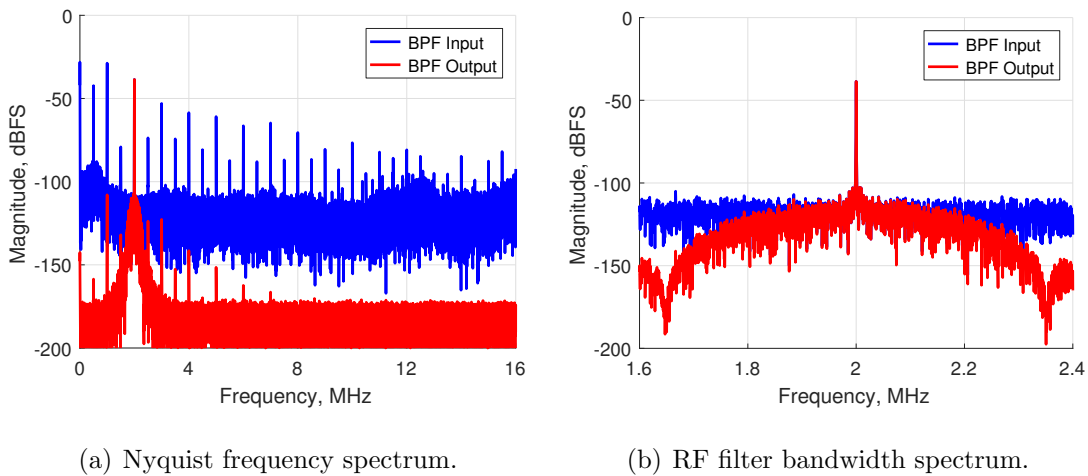 0
-50
-100
-150
-200
Magnitude, dBFS
0 4 8 12 16
Frequency, MHz
BPF Input
BPF Output
(a) Nyquist frequency spectrum.
0
-50
-100
-150
-200
Magnitude, dBFS
1.6 1.8 2 2.2 2.4
Frequency, MHz
BPF Input
BPF Output
(b) RF filter bandwidth spectrum.